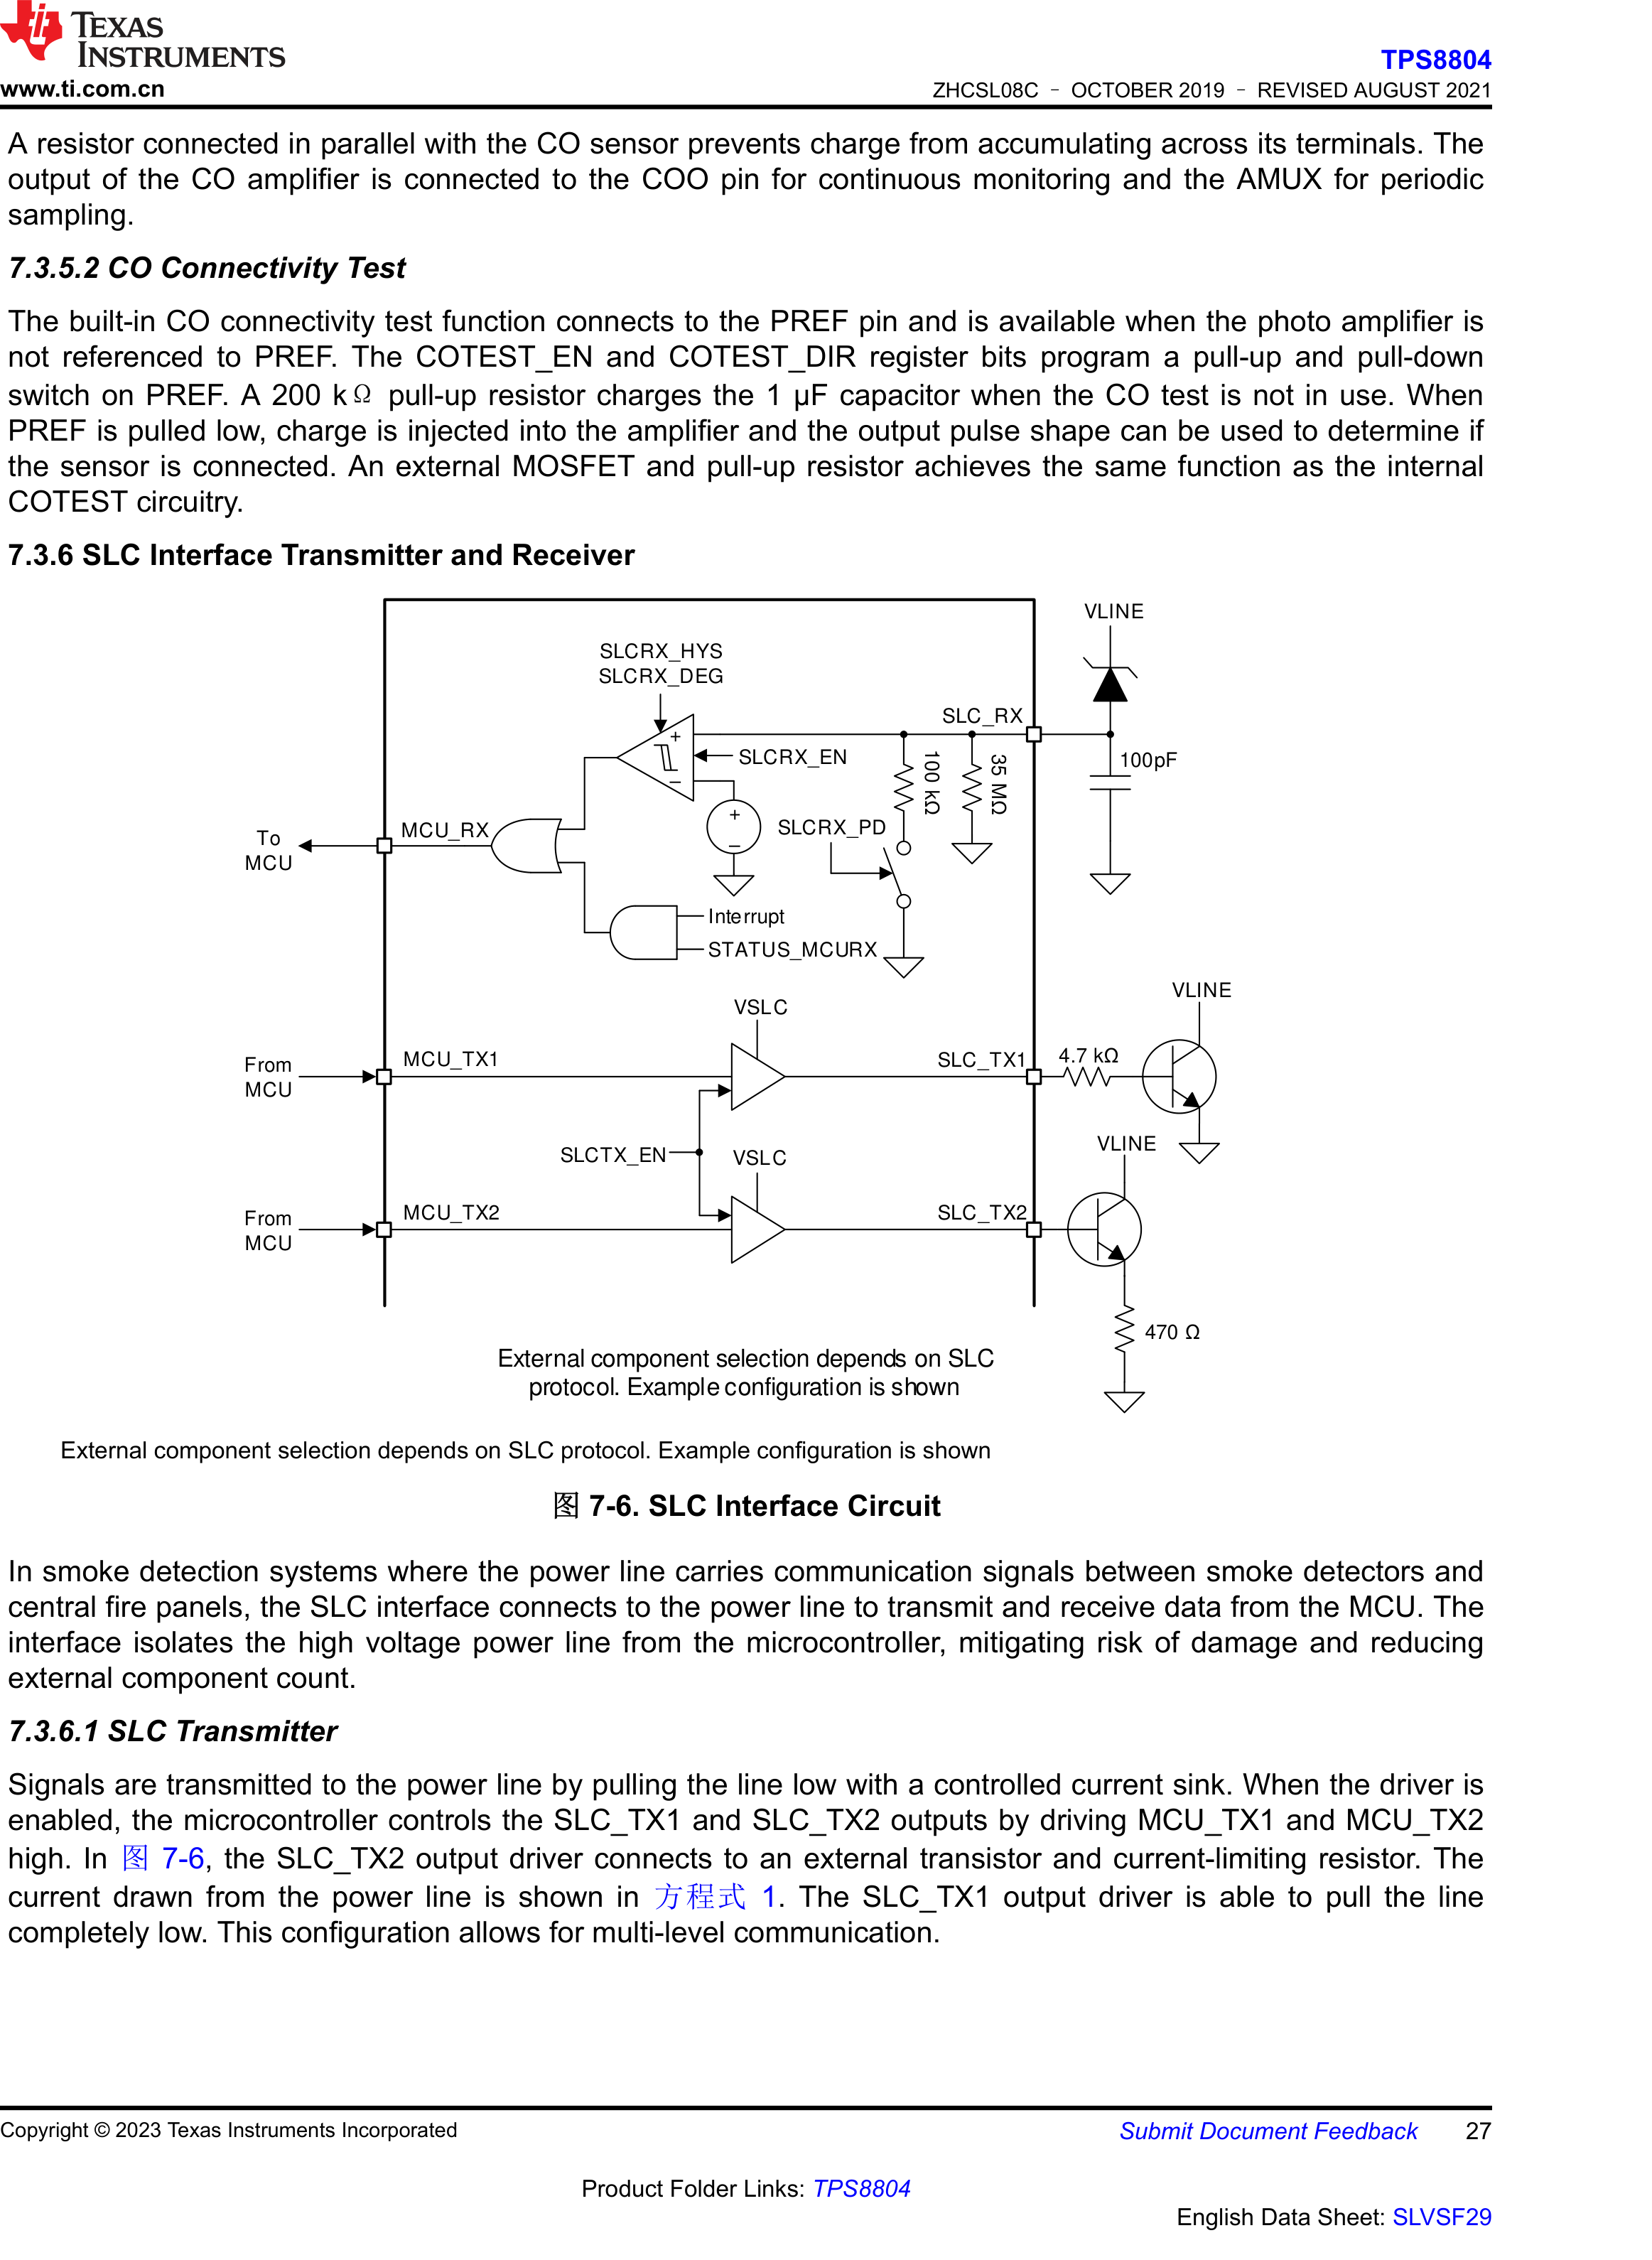 TEXAS
INSTRUMENTS
www.ti.com.cn
TPS8804
ZHCSL08C – OCTOBER 2019 – REVISED AUGUST 2021
A resistor connected in parallel with the CO sensor prevents charge from accumulating across its terminals. The
output of the CO amplifier is connected to the COO pin for continuous monitoring and the AMUX for periodic
sampling.
7.3.5.2 CO Connectivity Test
The built-in CO connectivity test function connects to the PREF pin and is available when the photo amplifier is
not referenced to PREF. The COTEST_EN and COTEST_DIR register bits program a pull-up and pull-down
switch on PREF. A 200 kΩ pull-up resistor charges the 1 µF capacitor when the CO test is not in use. When
PREF is pulled low, charge is injected into the amplifier and the output pulse shape can be used to determine if
the sensor is connected. An external MOSFET and pull-up resistor achieves the same function as the internal
COTEST circuitry.
7.3.6 SLC Interface Transmitter and Receiver
VLINE
SLCRX_HYS
SLCRX_DEG
SLC_RX
+
SLCRX_EN
−
100 kΩ
35 MΩ
100pF
+
−
SLCRX_PD
MCU_RX
To
MCU
Interrupt
STATUS_MCURX
VLINE
VSLC
From
MCU
MCU_TX1
SLC_TX1
4.7 kΩ
VLINE
SLCTX_EN
VSLC
From
MCU
MCU_TX2
SLC_TX2
470 Ω
External component selection depends on SLC
protocol. Example configuration is shown
External component selection depends on SLC protocol. Example configuration is shown
图 7-6. SLC Interface Circuit
In smoke detection systems where the power line carries communication signals between smoke detectors and
central fire panels, the SLC interface connects to the power line to transmit and receive data from the MCU. The
interface isolates the high voltage power line from the microcontroller, mitigating risk of damage and reducing
external component count.
7.3.6.1 SLC Transmitter
Signals are transmitted to the power line by pulling the line low with a controlled current sink. When the driver is
enabled, the microcontroller controls the SLC_TX1 and SLC_TX2 outputs by driving MCU_TX1 and MCU_TX2
high. In 图 7-6, the SLC_TX2 output driver connects to an external transistor and current-limiting resistor. The
current drawn from the power line is shown in 方程式 1. The SLC_TX1 output driver is able to pull the line
completely low. This configuration allows for multi-level communication.
Copyright © 2023 Texas Instruments Incorporated
Submit Document Feedback 27
Product Folder Links: TPS8804
English Data Sheet: SLVSF29